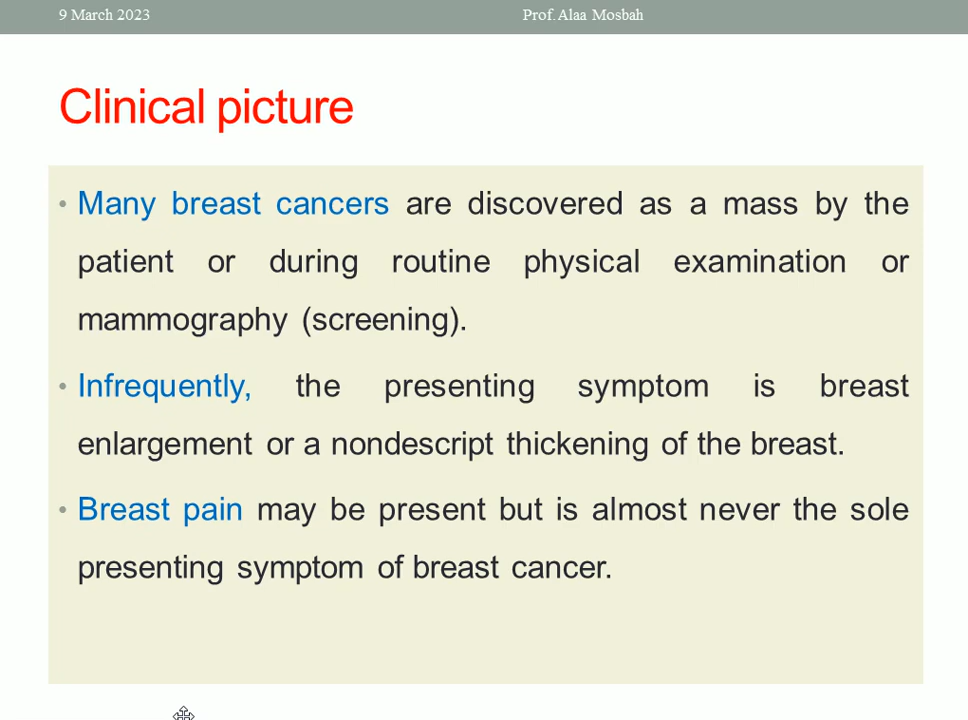 9 March 2023 Prof. Alaa Mosbah
Clinical picture
• Many breast cancers are discovered as a mass by the
patient or during routine physical examination or
mammography (screening).
• Infrequently, the presenting symptom is breast
enlargement or a nondescript thickening of the breast.
• Breast pain may be present but is almost never the sole
presenting symptom of breast cancer.